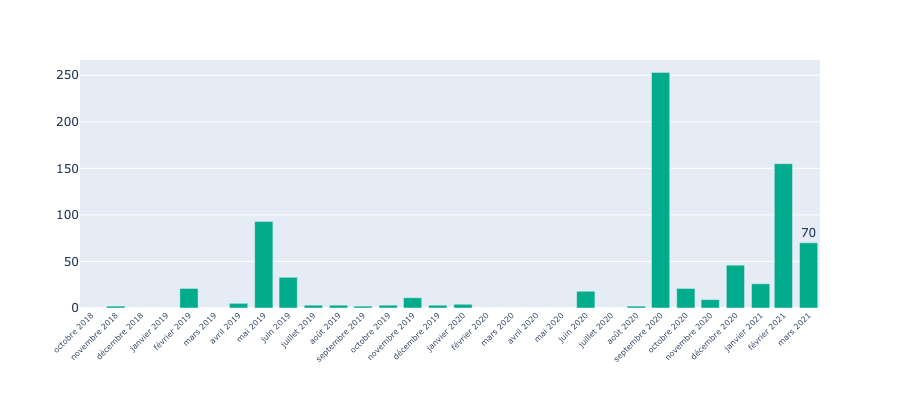 250
200
150
100
50
0
70
octobre 2018
novembre 2018
décembre 2018
janvier 2019
février 2019
mars 2019
avril 2019
mai 2019
juin 2019
juillet 2019
août 2019
septembre 2019
octobre 2019
novembre 2019
décembre 2019
janvier 2020
février 2020
mars 2020
avril 2020
mai 2020
juin 2020
juillet 2020
août 2020
septembre 2020
octobre 2020
novembre 2020
décembre 2020
janvier 2021
février 2021
mars 2021